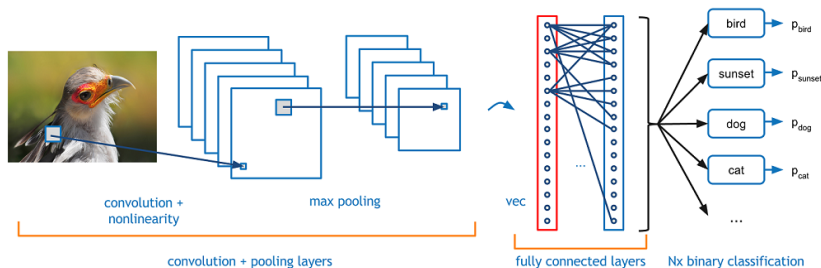 bird
p_bird
sunset
p_sunset
dog
p_dog
cat
p_cat
...
...
convolution +
nonlinearity
max pooling
vec
convolution + pooling layers
fully connected layers
Nx binary classification